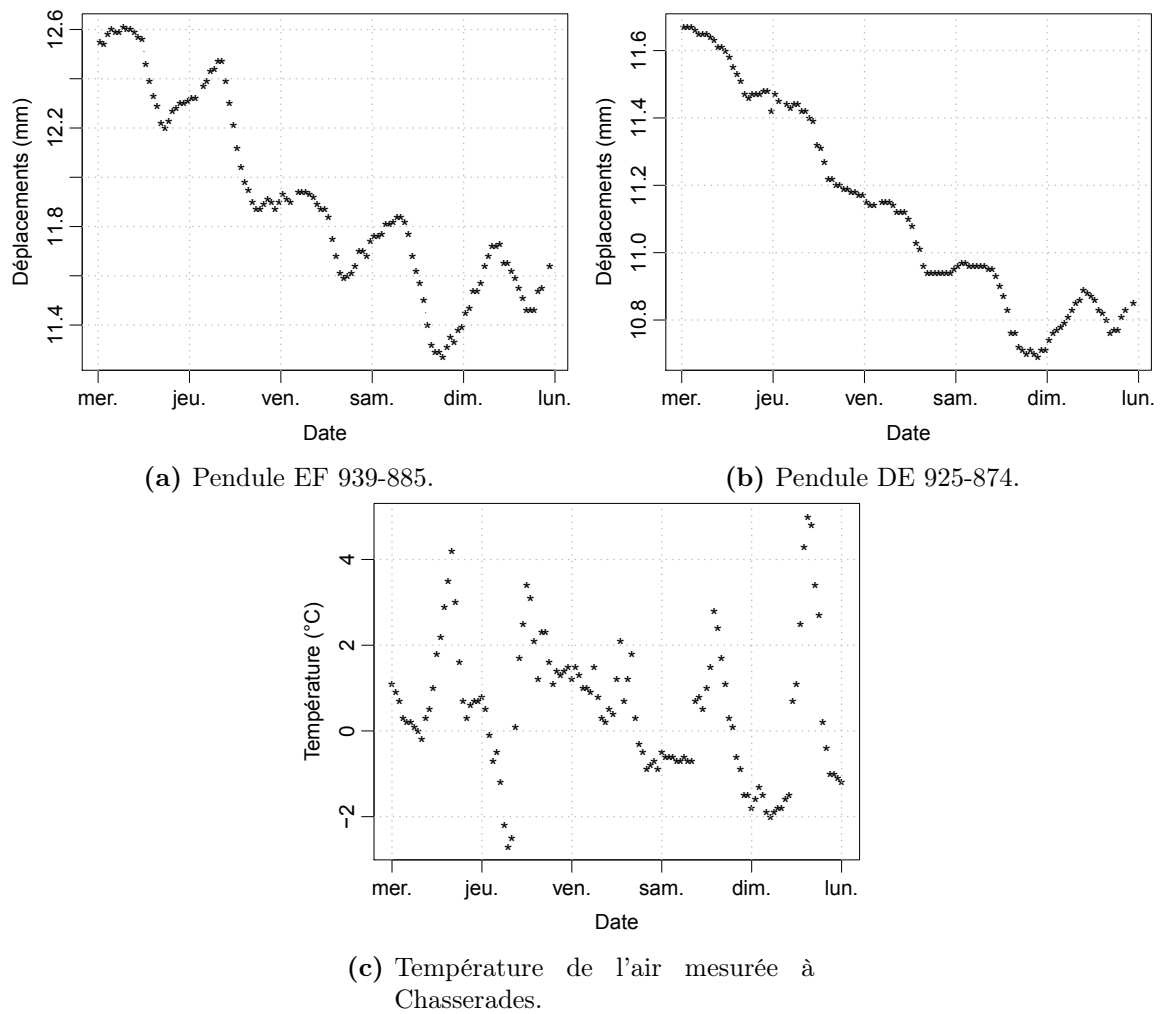 Déplacements (mm)
12.6
12.2
11.8
11.4
mer. jeu. ven. sam. dim. lun.
Date
(a) Pendule EF 939-885.
Déplacements (mm)
11.6
11.4
11.2
11.0
10.8
mer. jeu. ven. sam. dim. lun.
Date
(b) Pendule DE 925-874.
Température (°C)
4
2
0
−2
mer. jeu. ven. sam. dim. lun.
Date
(c) Température de l'air mesurée à
Chasserades.